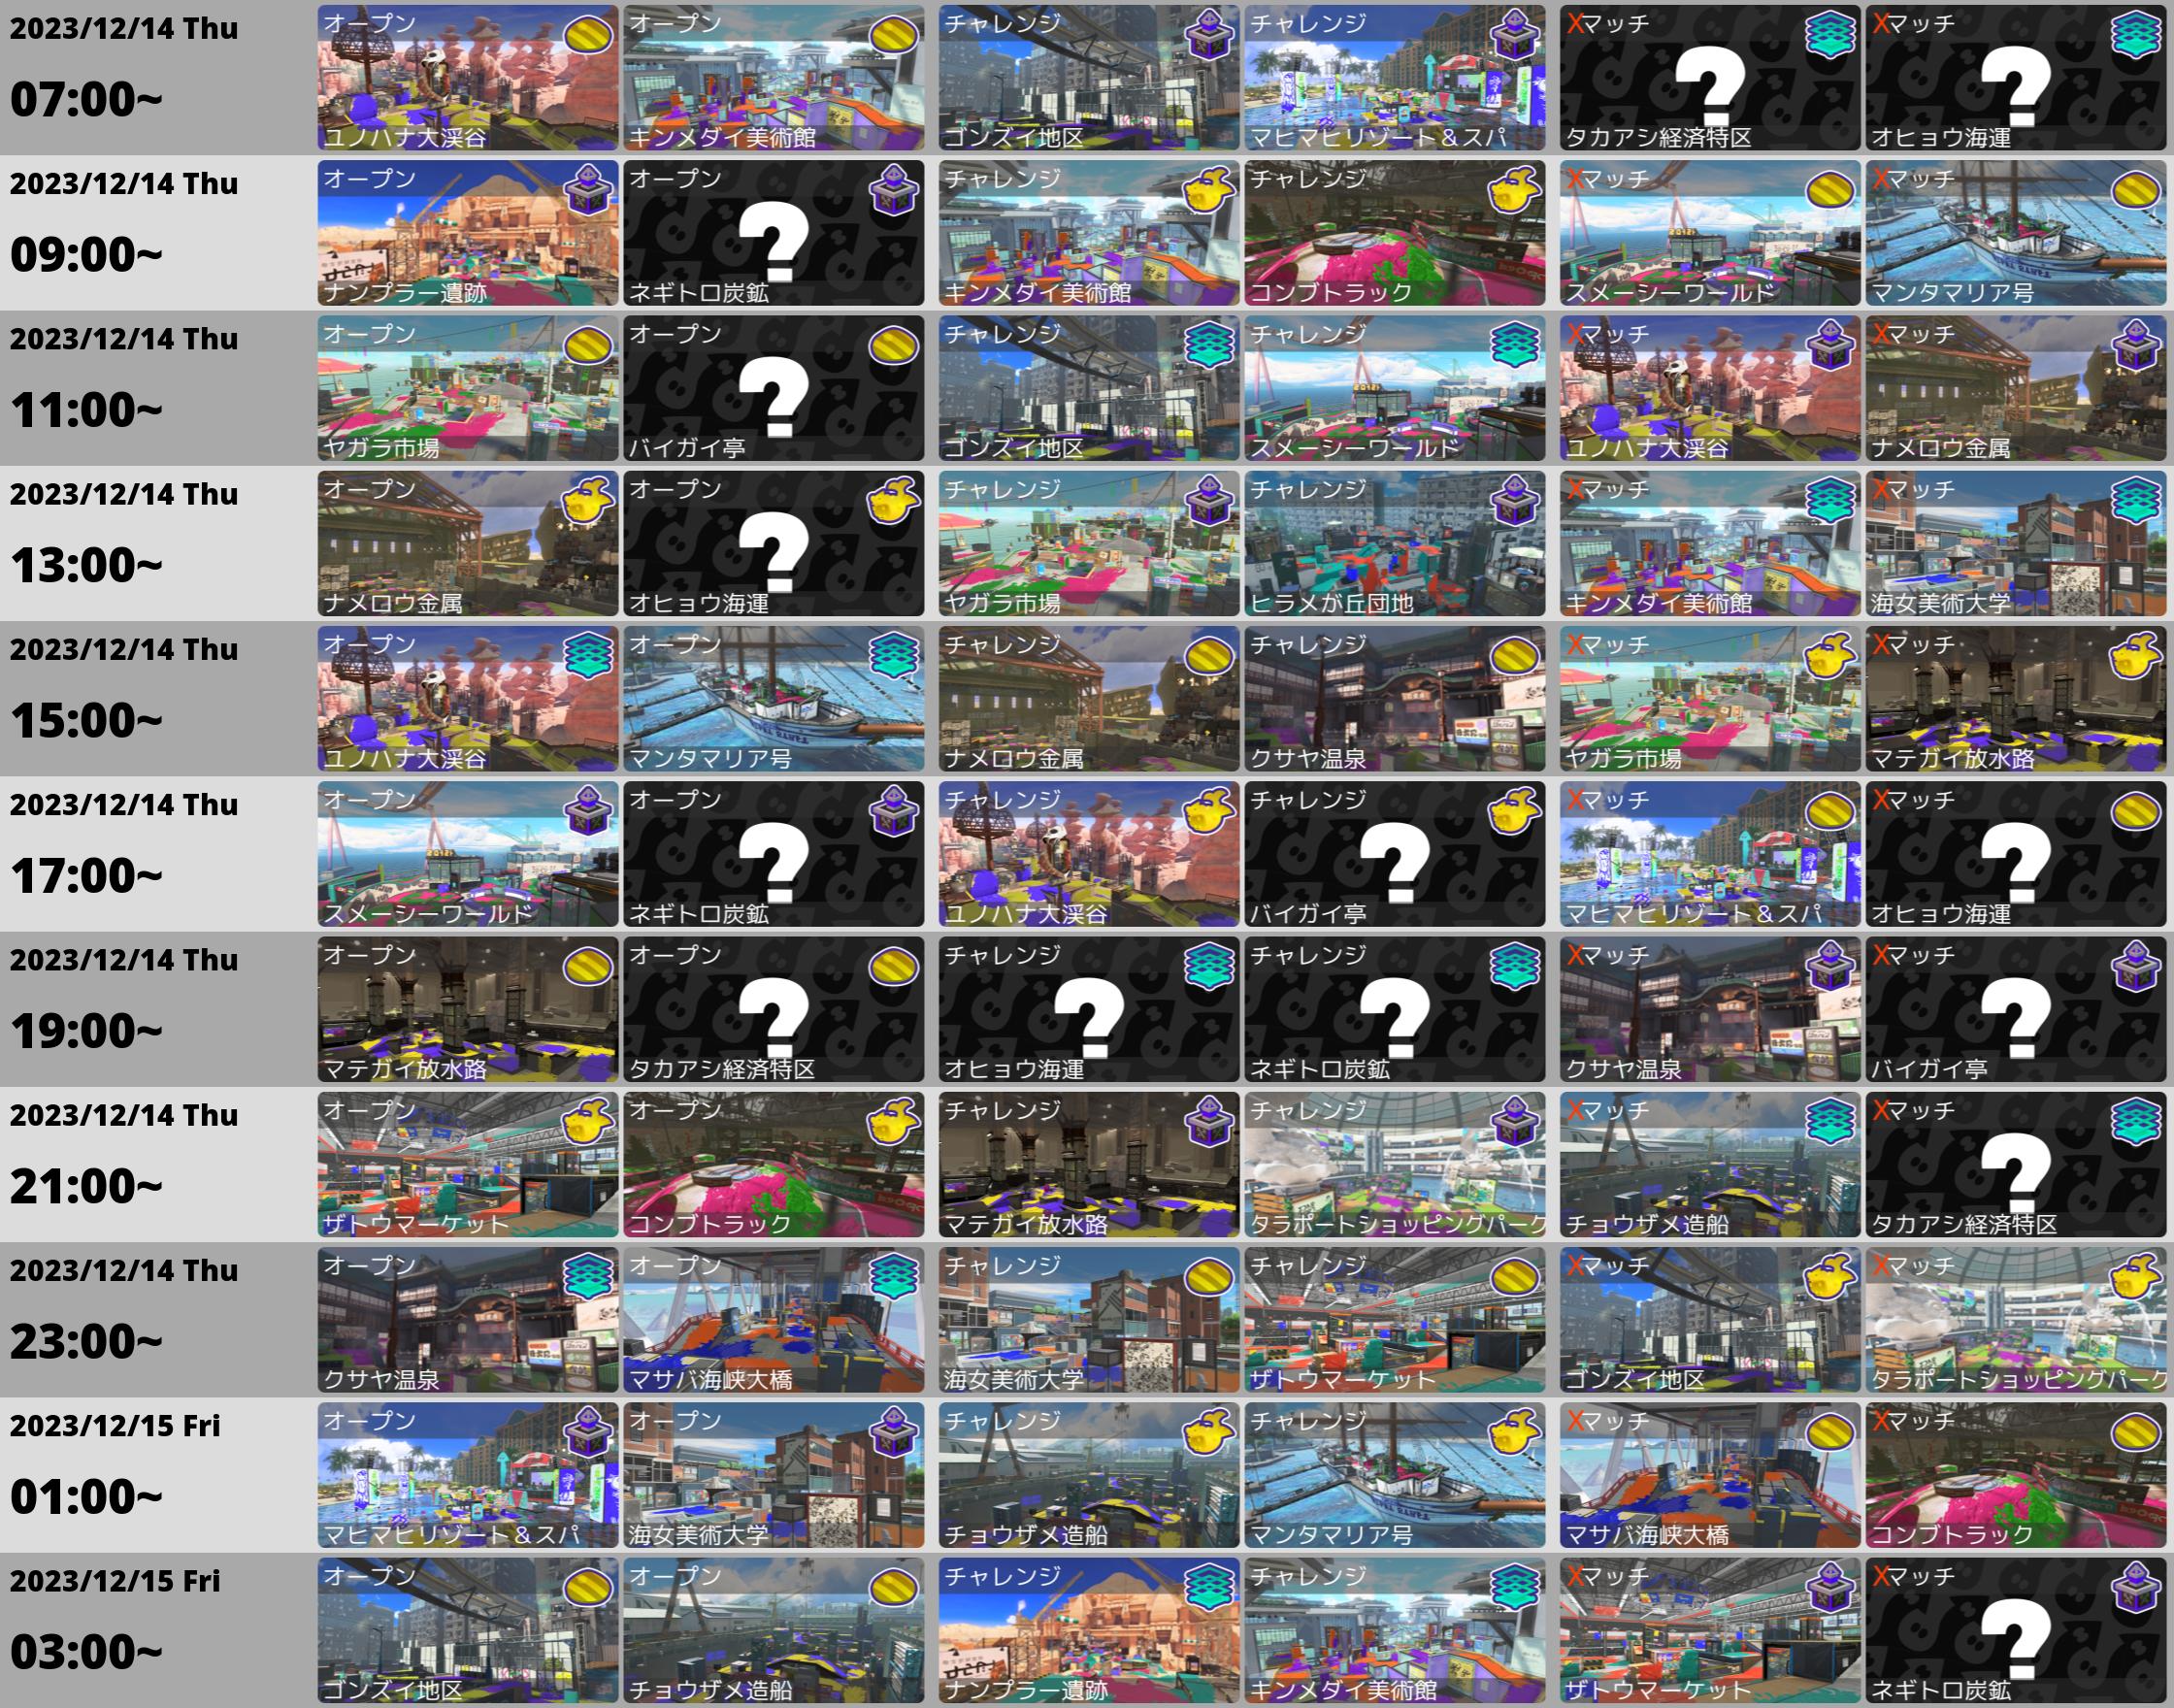 2023/12/14 Thu
07:00~
オープン オープン チャレンジ チャレンジ Xマッチ Xマッチ
ユノハナ大渓谷 キンメダイ美術館 ゴンズイ地区 マヒマヒリゾート＆スパ タカアシ経済特区 オヒョウ海運
2023/12/14 Thu
09:00~
オープン オープン チャレンジ チャレンジ Xマッチ Xマッチ
ナンプラー遺跡 ネギトロ炭鉱 キンメダイ美術館 コンブトラック スメーシーワールド マンタマリア号
2023/12/14 Thu
11:00~
オープン オープン チャレンジ チャレンジ Xマッチ Xマッチ
ヤガラ市場 バイガイ亭 ゴンズイ地区 スメーシーワールド ユノハナ大渓谷 ナメロウ金属
2023/12/14 Thu
13:00~
オープン オープン チャレンジ チャレンジ Xマッチ Xマッチ
ナメロウ金属 オヒョウ海運 ヤガラ市場 ヒラメが丘団地 キンメダイ美術館 海女美術大学
2023/12/14 Thu
15:00~
オープン オープン チャレンジ チャレンジ Xマッチ Xマッチ
ユノハナ大渓谷 マンタマリア号 ナメロウ金属 クサヤ温泉 ヤガラ市場 マテガイ放水路
2023/12/14 Thu
17:00~
オープン オープン チャレンジ チャレンジ Xマッチ Xマッチ
スメーシーワールド ネギトロ炭鉱 ユノハナ大渓谷 バイガイ亭 マヒマヒリゾート＆スパ オヒョウ海運
2023/12/14 Thu
19:00~
オープン オープン チャレンジ チャレンジ Xマッチ Xマッチ
マテガイ放水路 タカアシ経済特区 オヒョウ海運 ネギトロ炭鉱 クサヤ温泉 バイガイ亭
2023/12/14 Thu
21:00~
オープン オープン チャレンジ チャレンジ Xマッチ Xマッチ
ザトウマーケット コンブトラック マテガイ放水路 タラポートショッピングパーク チョウザメ造船 タカアシ経済特区
2023/12/14 Thu
23:00~
オープン オープン チャレンジ チャレンジ Xマッチ Xマッチ
クサヤ温泉 マサバ海峡大橋 海女美術大学 ザトウマーケット ゴンズイ地区 タラポートショッピングパーク
2023/12/15 Fri
01:00~
オープン オープン チャレンジ チャレンジ Xマッチ Xマッチ
マヒマヒリゾート＆スパ 海女美術大学 チョウザメ造船 マンタマリア号 マサバ海峡大橋 コンブトラック
2023/12/15 Fri
03:00~
オープン オープン チャレンジ チャレンジ Xマッチ Xマッチ
ゴンズイ地区 チョウザメ造船 ナンプラー遺跡 キンメダイ美術館 ザトウマーケット ネギトロ炭鉱